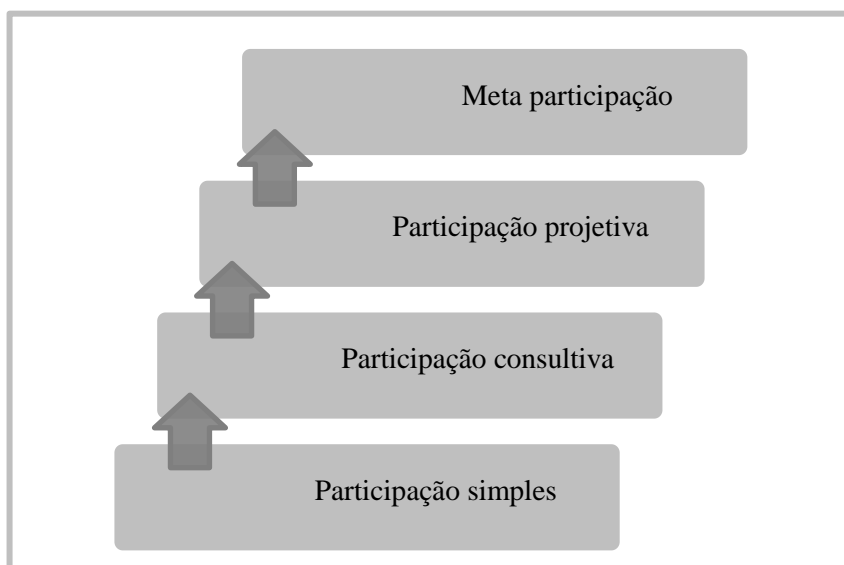 Meta participação
Participação projetiva
Participação consultiva
Participação simples